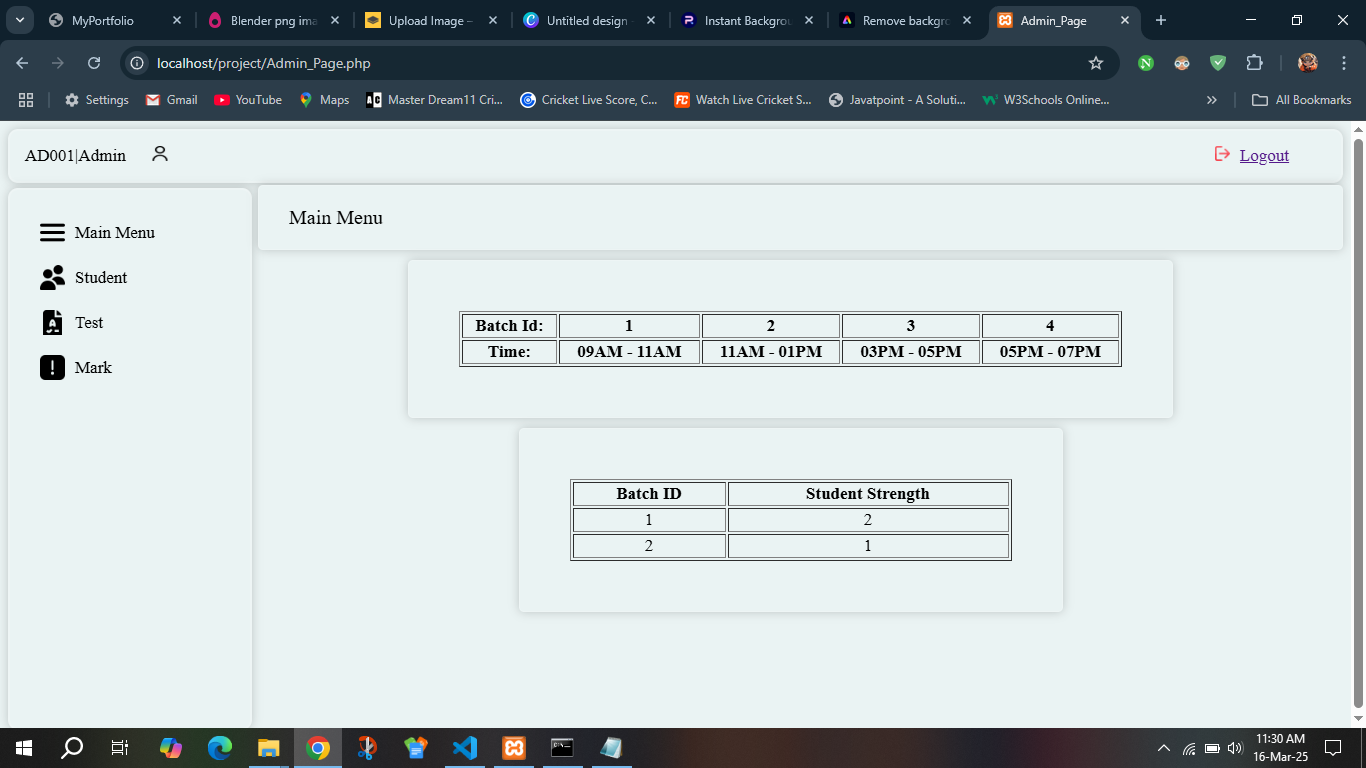 MyPortfolio
Blender png ima
Upload Image –
Untitled design -
Instant Backgrou
Remove backgro
Admin_Page
localhost/project/Admin_Page.php
Settings
Gmail
YouTube
Maps
Master Dream11 Cri...
Cricket Live Score, C...
Watch Live Cricket S...
Javatpoint - A Soluti...
W3Schools Online...
All Bookmarks
AD001|Admin
Logout
Main Menu
Student
Test
Mark
Main Menu
Batch Id: 1 2 3 4
Time: 09AM - 11AM 11AM - 01PM 03PM - 05PM 05PM - 07PM
Batch ID Student Strength
1 2
2 1
11:30 AM
16-Mar-25